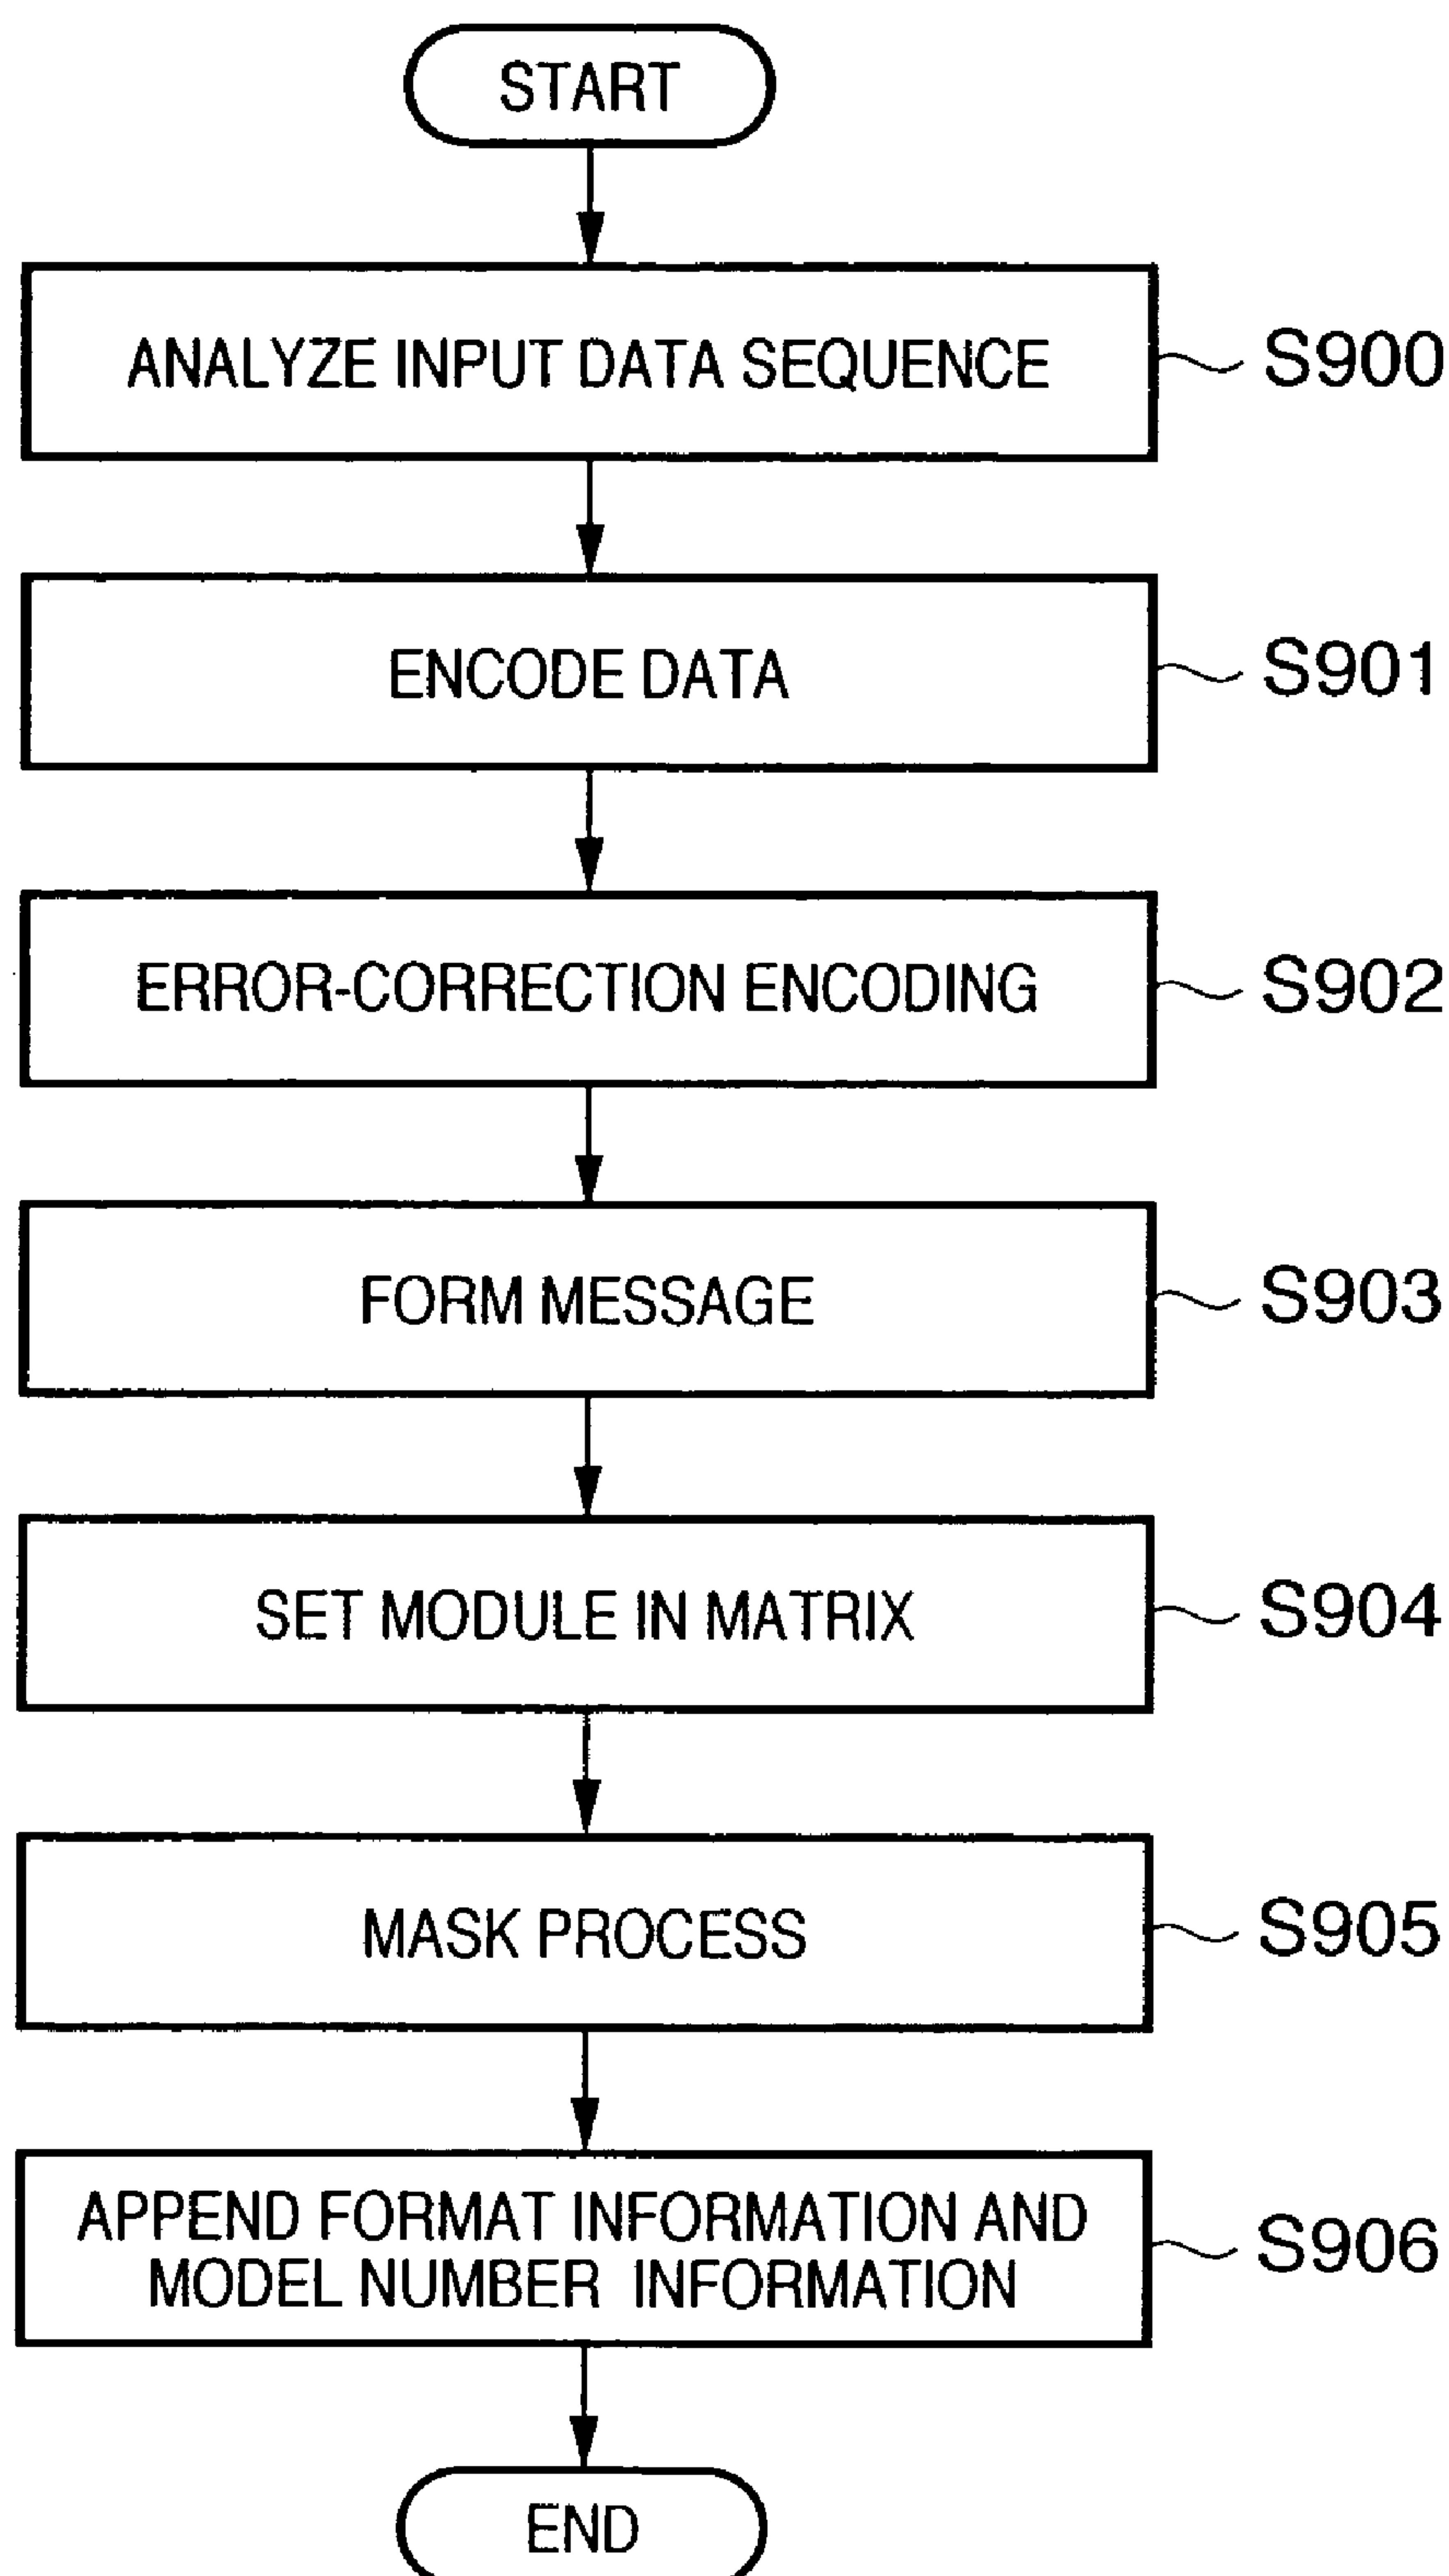 START
ANALYZE INPUT DATA SEQUENCE
S900
ENCODE DATA
S901
ERROR-CORRECTION ENCODING
S902
FORM MESSAGE
S903
SET MODULE IN MATRIX
S904
MASK PROCESS
S905
APPEND FORMAT INFORMATION AND
MODEL NUMBER INFORMATION
S906
END